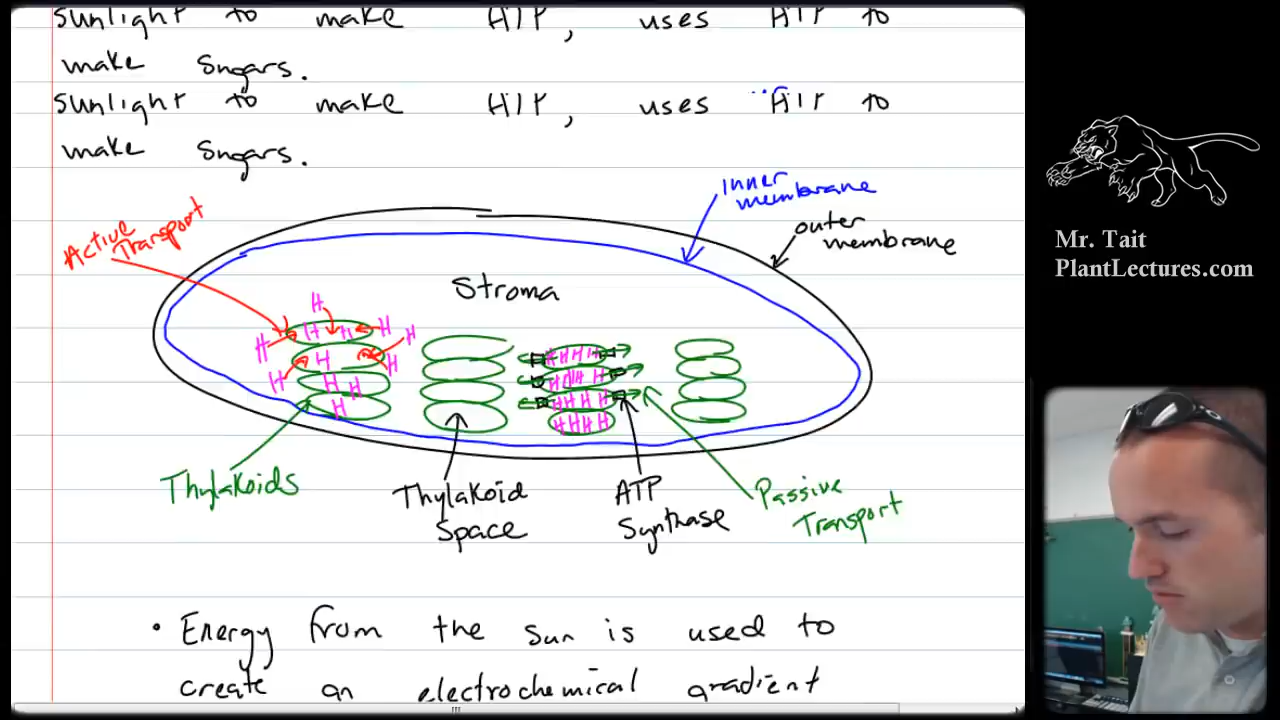 sunlight to make ATP, uses ATP to
make Sugars.
sunlight to make ATP, uses ATP to
make Sugars.
inner
membrane
outer
membrane
Active
Transport
Stroma
H
H H H H
H H H
H H H
H
H H H H
H H H H
H H H H
H H H H
Thylakoids
Thylakoid
Space
ATP
Synthase
Passive
Transport
• Energy from the sun is used to
create an electrochemical gradient
Mr. Tait
PlantLectures.com